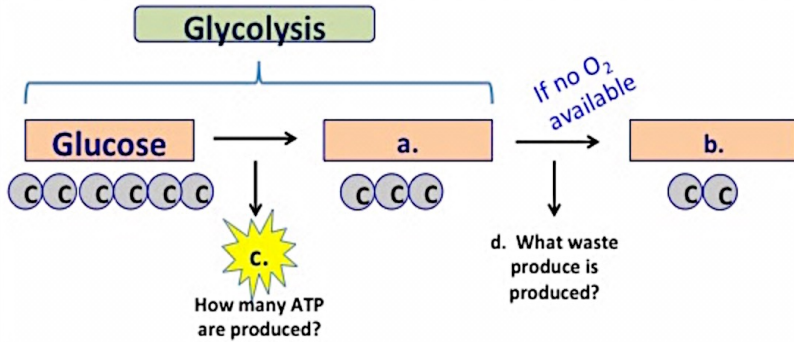 Glycolysis
If no O2
available
Glucose
a.
b.
C C C C C C
C C C
C C
c.
How many ATP
are produced?
d. What waste
produce is
produced?